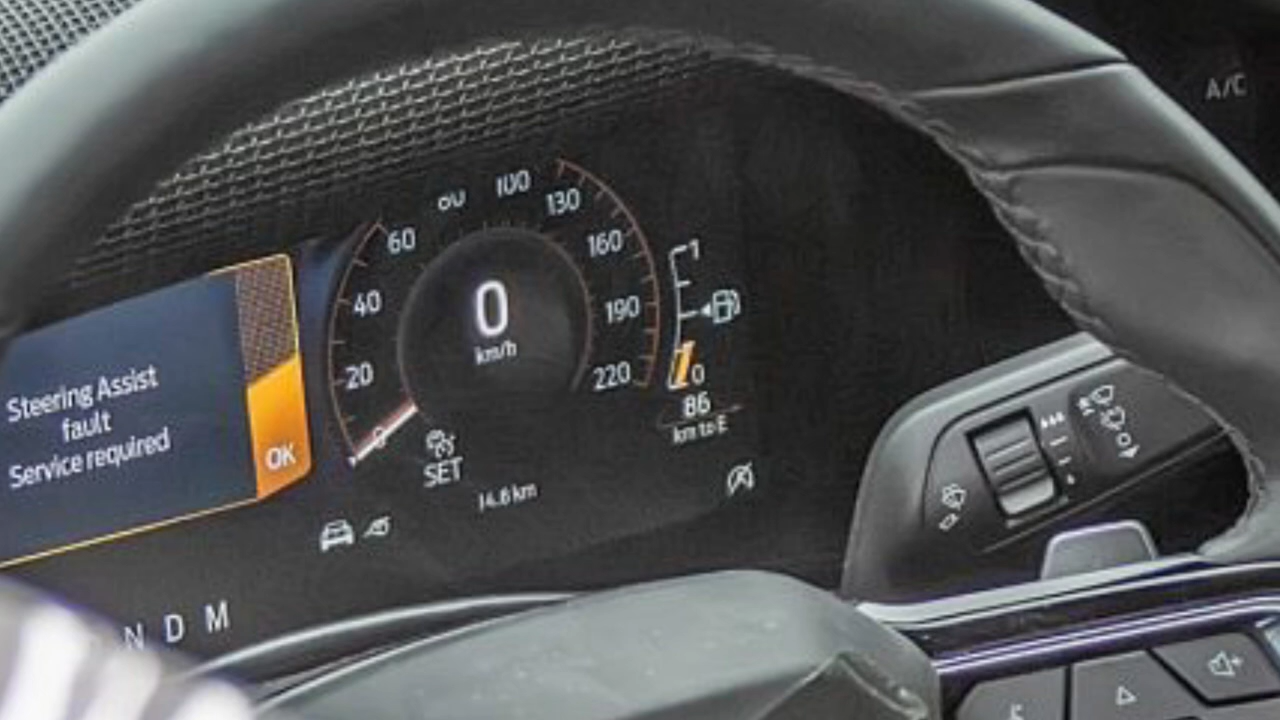 A/C
Steering Assist
fault
Service required
OK
20
40
60
100
130
160
190
220
0
km/h
0
SET
14.6 km
1
0
86
km to E
N D M